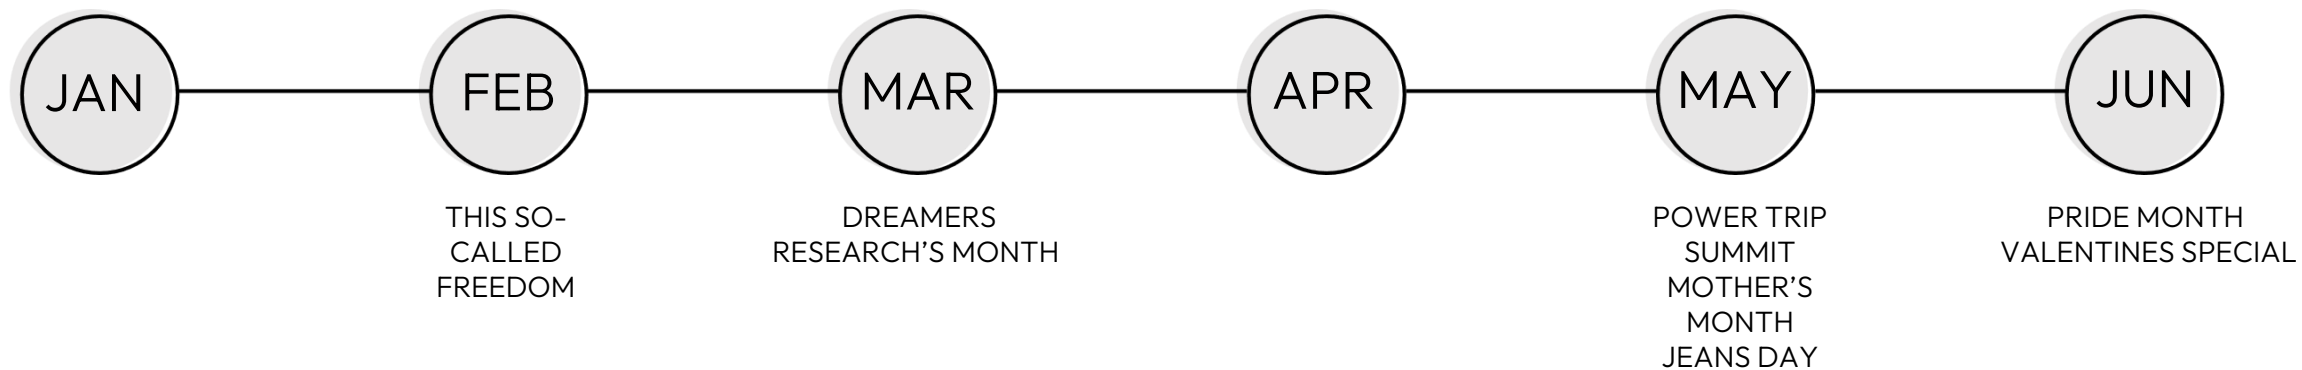 JAN
FEB
MAR
APR
MAY
JUN
THIS SO-
CALLED
FREEDOM
DREAMERS
RESEARCH’S MONTH
POWER TRIP
SUMMIT
MOTHER’S
MONTH
JEANS DAY
PRIDE MONTH
VALENTINES SPECIAL